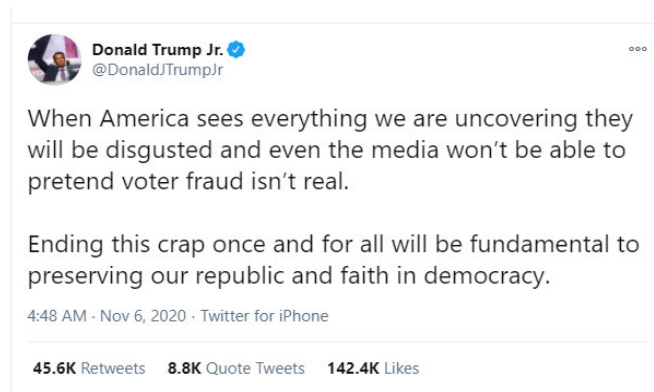 Donald Trump Jr.
@DonaldJTrumpJr
When America sees everything we are uncovering they
will be disgusted and even the media won’t be able to
pretend voter fraud isn’t real.
Ending this crap once and for all will be fundamental to
preserving our republic and faith in democracy.
4:48 AM · Nov 6, 2020 · Twitter for iPhone
45.6K Retweets 8.8K Quote Tweets 142.4K Likes